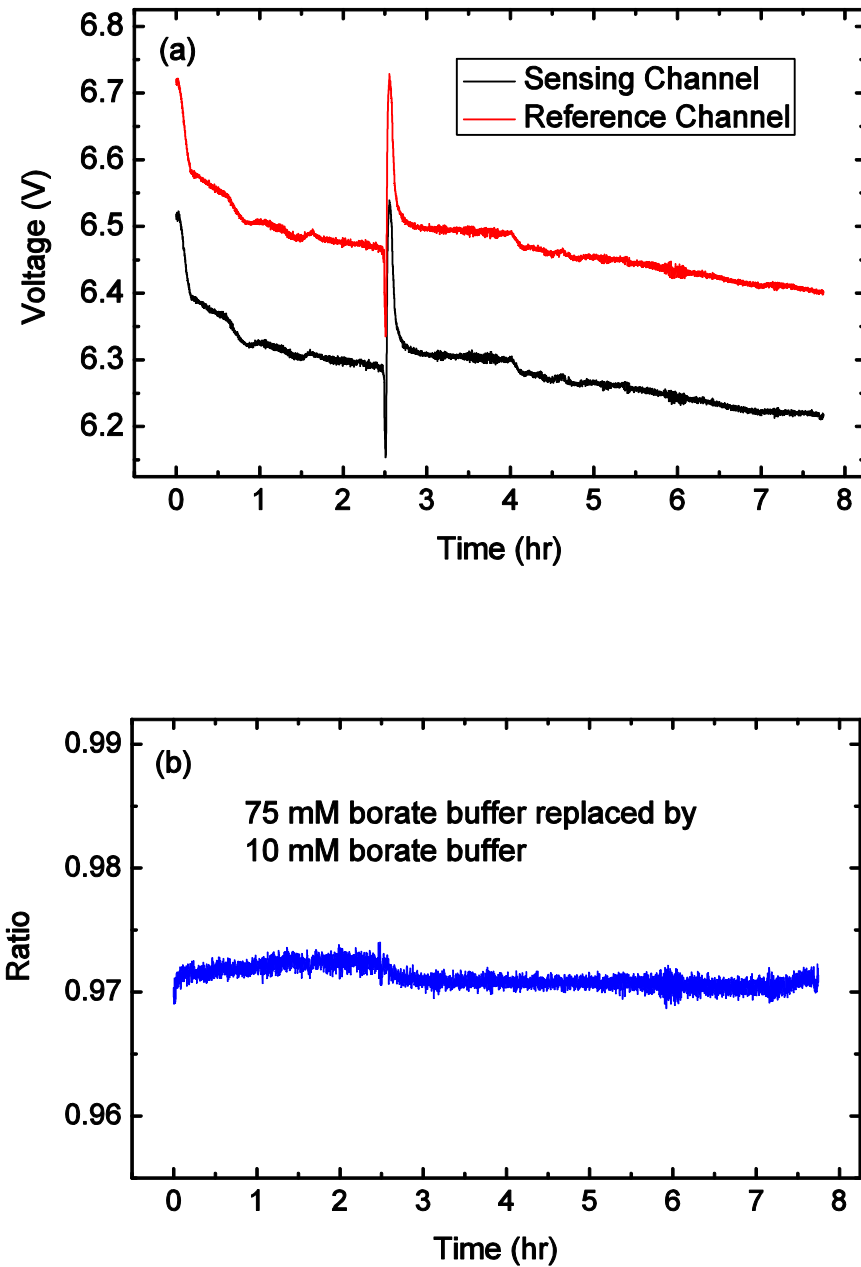 (a)
Sensing Channel
Reference Channel
6.8
6.7
6.6
6.5
6.4
6.3
6.2
Voltage (V)
0 1 2 3 4 5 6 7 8
Time (hr)
(b)
75 mM borate buffer replaced by
10 mM borate buffer
0.99
0.98
0.97
0.96
Ratio
0 1 2 3 4 5 6 7 8
Time (hr)